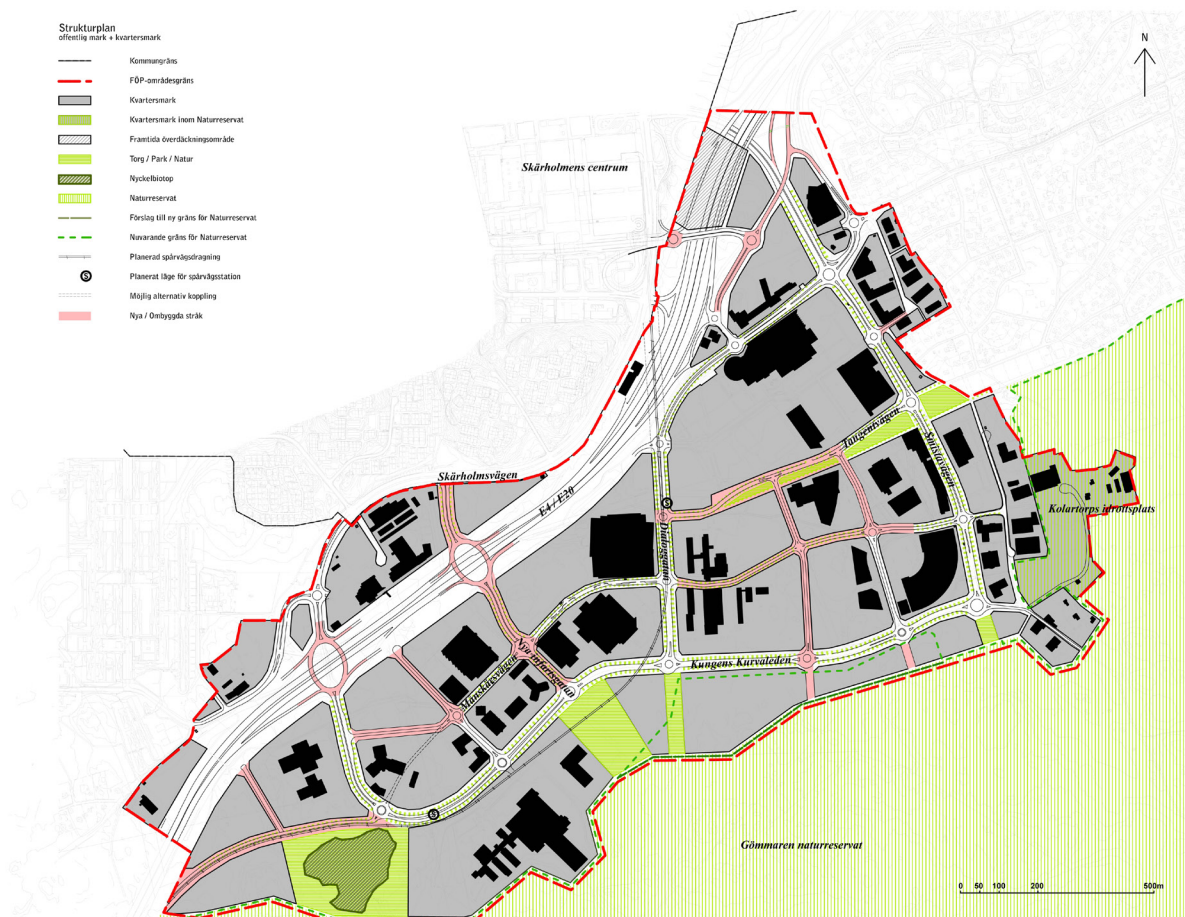 Strukturplan
offentlig mark + kvartersmark
Kommungräns
FÖP-områdesgräns
Kvartersmark
Kvartersmark inom Naturreservat
Framtida överdäckningsområde
Torg / Park / Natur
Nyckelbiotop
Naturreservat
Förslag till ny gräns för Naturreservat
Nuvarande gräns för Naturreservat
Planerad spårvägsdragning
S
Planerat läge för spårvägsstation
Möjlig alternativ koppling
Nya / Ombyggda stråk
N
Skärholmens centrum
Tangentvägen
Smistavägen
Skärholmsvägen
E4 / E20
S
Dialoggatan
Kolartorps idrottsplats
Nya infartsgatan
Månskärsvägen
Kungens Kurvaleden
S
Gömmaren naturreservat
0 50 100 200 500m